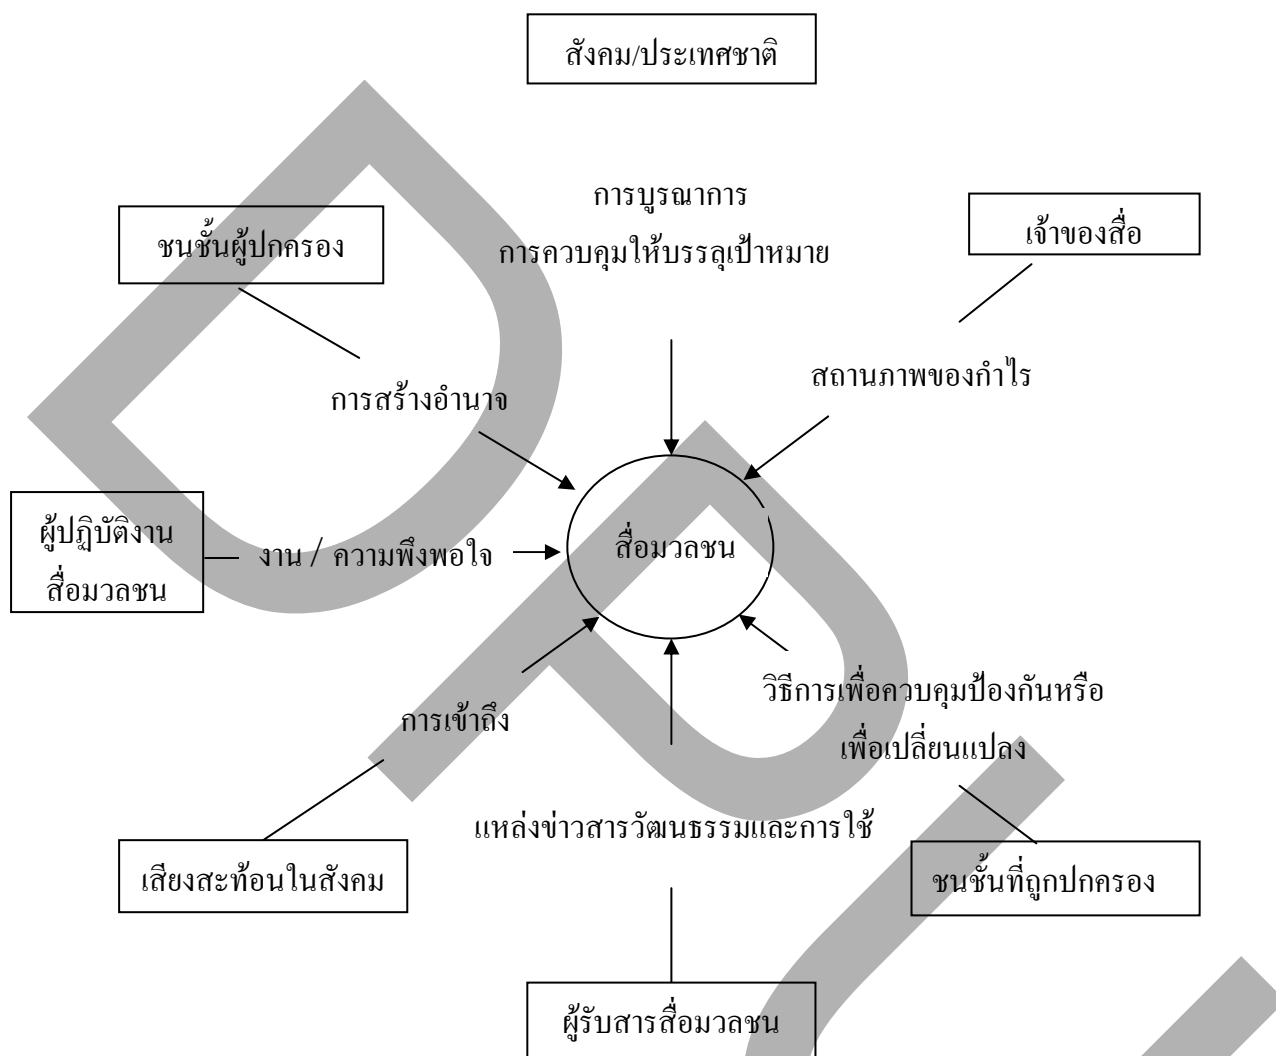 สังคม/ประเทศชาติ
การบูรณาการ
การควบคุมให้บรรลุเป้าหมาย
ชนชั้นผู้ปกครอง
เจ้าของสื่อ
การสร้างอำนาจ
สถานภาพของกำไร
ผู้ปฏิบัติงาน
สื่อมวลชน
งาน / ความพึงพอใจ
สื่อมวลชน
การเข้าถึง
วิธีการเพื่อควบคุมป้องกันหรือ
เพื่อเปลี่ยนแปลง
แหล่งข่าวสารวัฒนธรรมและการใช้
เสียงสะท้อนในสังคม
ชนชั้นที่ถูกปกครอง
ผู้รับสารสื่อมวลชน